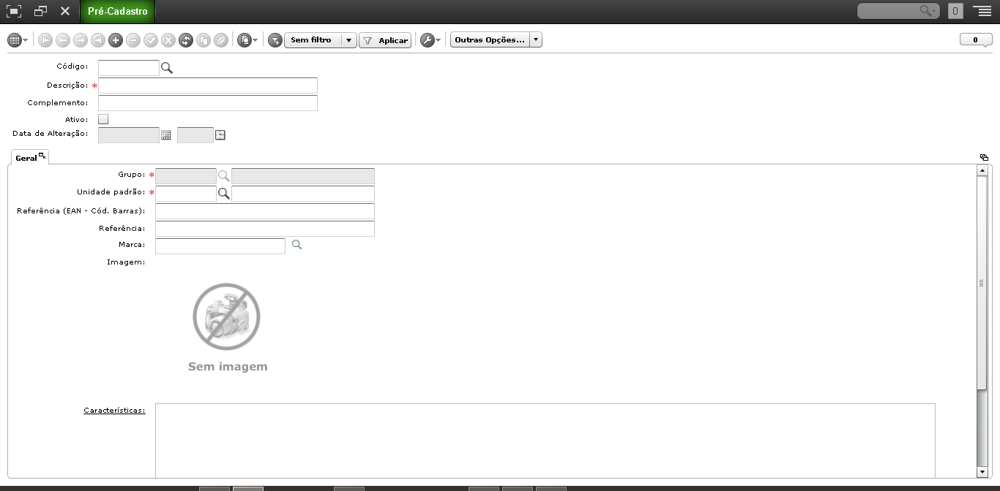 Pré-Cadastro
0
Sem filtro
Aplicar
Outras Opções...
0
Código:
Descrição: *
Complemento:
Ativo:
Data de Alteração:
Geral
Grupo: *
Unidade padrão: *
Referência (EAN - Cód. Barras):
Referência:
Marca:
Imagem:
Sem imagem
Características: